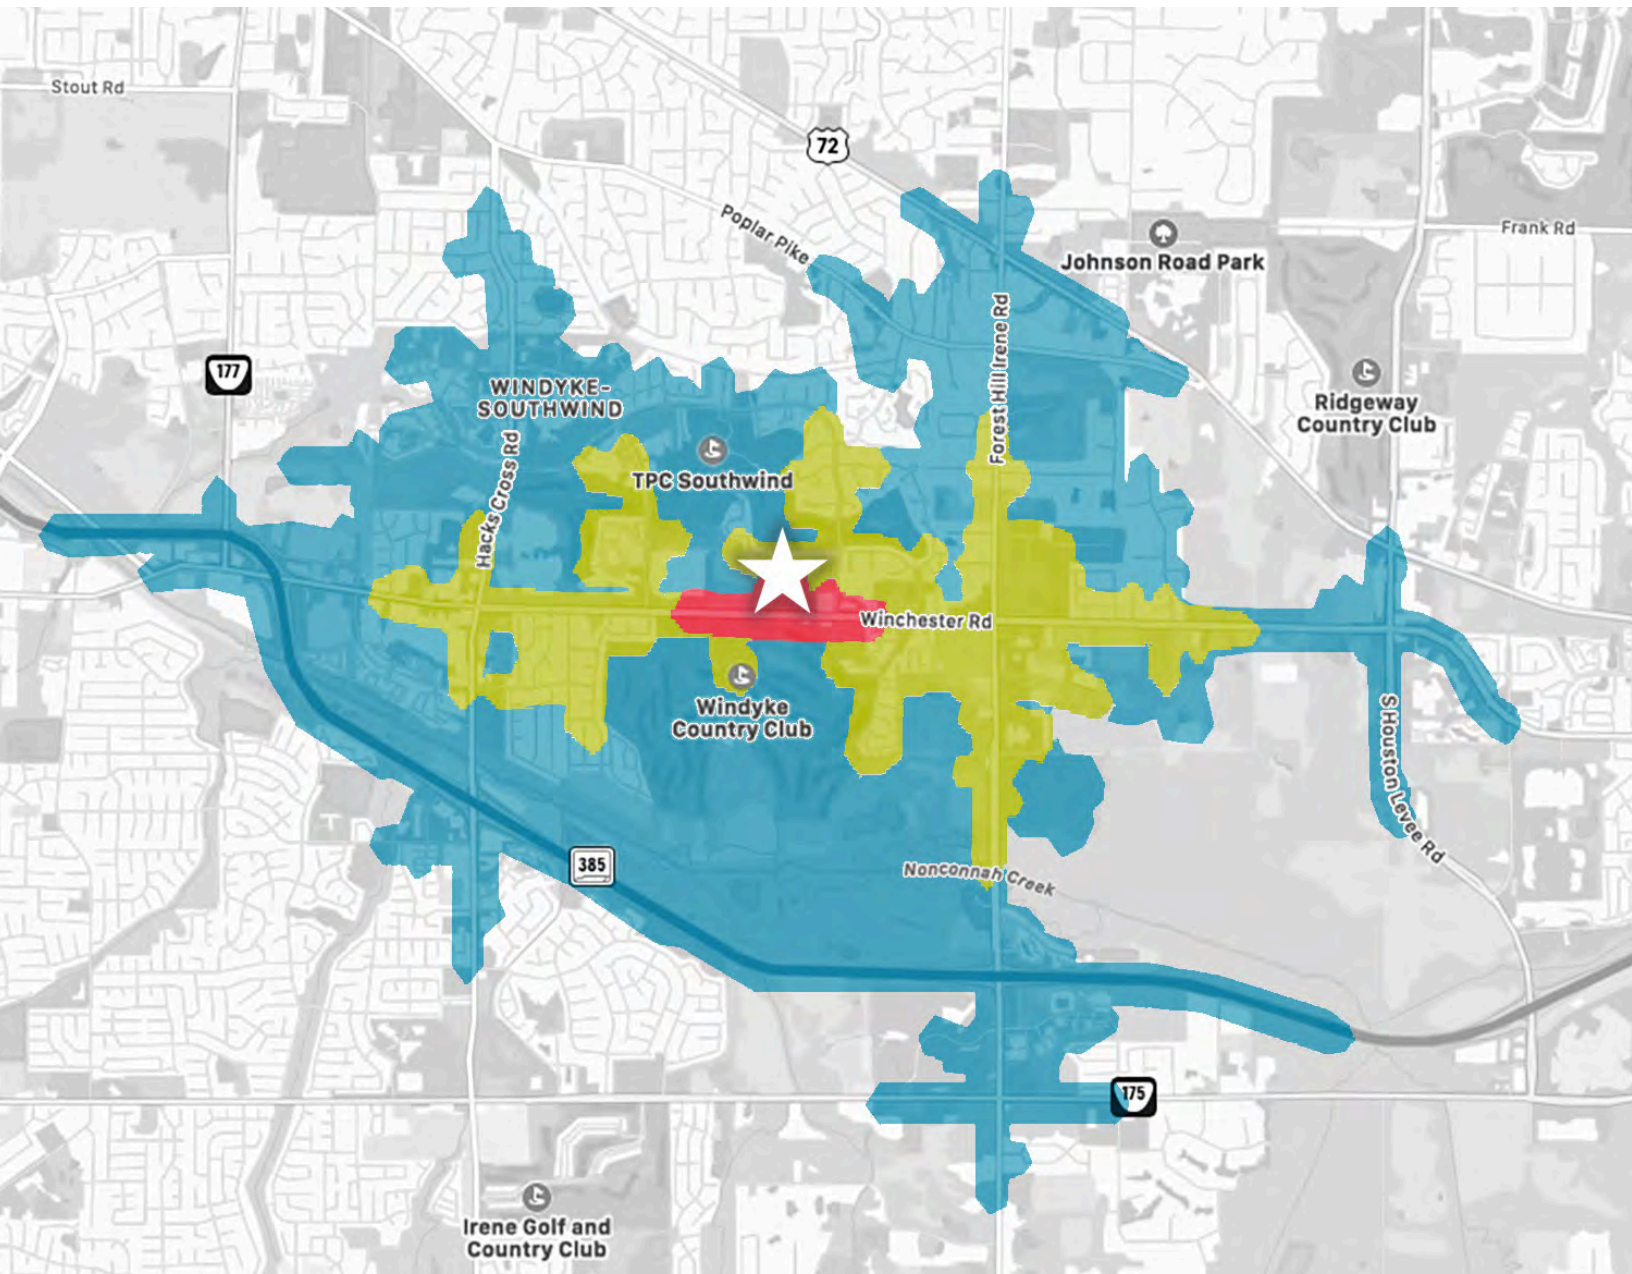 Stout Rd
72
Poplar Pike
Frank Rd
Johnson Road Park
Forest Hill Irene Rd
177
WINDYKE-
SOUTHWIND
Ridgeway
Country Club
Hacks Cross Rd
TPC Southwind
Winchester Rd
Windyke
Country Club
S Houston Levee Rd
385
Nonconnah Creek
175
Irene Golf and
Country Club